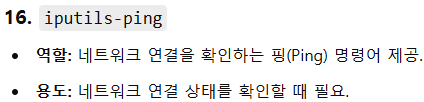 16. iputils-ping
• 역할: 네트워크 연결을 확인하는 핑(Ping) 명령어 제공.
• 용도: 네트워크 연결 상태를 확인할 때 필요.